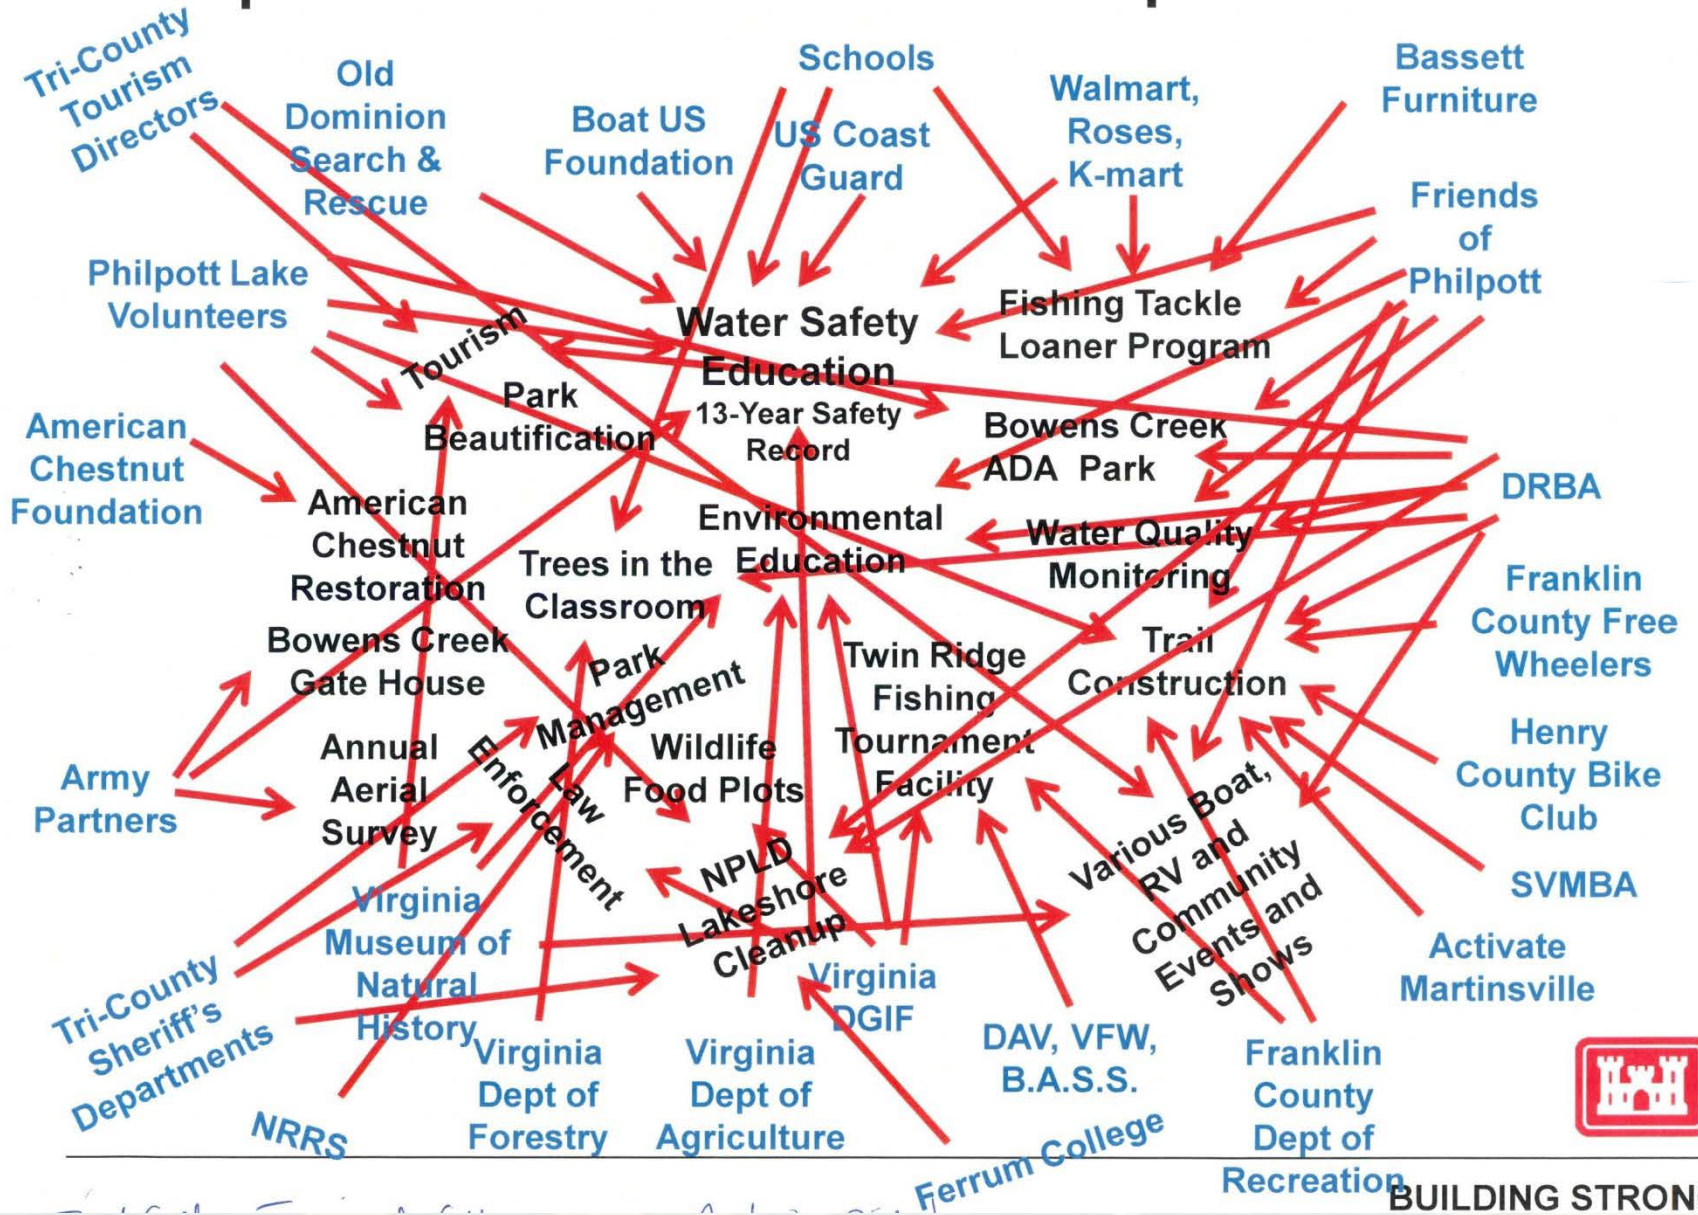 Tri-County
Tourism
Directors
Old
Dominion
Search &
Rescue
Boat US
Foundation
Schools
US Coast
Guard
Walmart,
Roses,
K-mart
Bassett
Furniture
Friends
of
Philpott
Philpott Lake
Volunteers
Tourism
Water Safety
Education
13-Year Safety
Record
Fishing Tackle
Loaner Program
Park
Beautification
Bowens Creek
ADA Park
American
Chestnut
Foundation
American
Chestnut
Restoration
DRBA
Environmental
Education
Water Quality
Monitoring
Trees in the
Classroom
Franklin
County Free
Wheelers
Bowens Creek
Gate House
Park
Management
Twin Ridge
Fishing
Tournament
Facility
Trail
Construction
Army
Partners
Annual
Aerial
Survey
Law
Enforcement
Wildlife
Food Plots
Henry
County Bike
Club
NPLD
Lakeshore
Cleanup
Various Boat,
RV and
Community
Events and
Shows
SVMBA
Virginia
Museum of
Natural
History
Activate
Martinsville
Tri-County
Sheriff's
Departments
Virginia
DGIF
NRRS
Virginia
Dept of
Forestry
Virginia
Dept of
Agriculture
DAV, VFW,
B.A.S.S.
Ferrum College
Franklin
County
Dept of
Recreation
BUILDING STRON